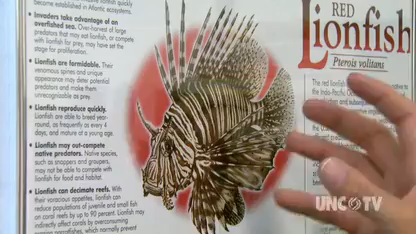 quickly
become established in Atlantic ecosystems.
• Invaders take advantage of an
overfished sea. Over-harvest of large
predators that may eat lionfish, or compete
with lionfish for prey, may have set the
stage for proliferation.
• Lionfish are formidable. Their
venomous spines and unique
appearance may deter potential
predators and make them
unrecognisable as prey.
• Lionfish reproduce quickly.
Lionfish are able to breed year-
round, as frequently as every 4
days, and mature at a young age.
• Lionfish may out-compete
native predators. Native species,
such as snappers and groupers,
may not be able to compete with
lionfish for food and habitat.
• Lionfish can decimate reefs. With
their voracious appetites, lionfish can
reduce populations of juvenile and small fish
on coral reefs by up to 90 percent. Lionfish may
indirectly affect corals by overconsuming
which normally prevent
RED
Lionfish
Pterois volitans
The red lionfish
the Indo-Pacific
UNC TV